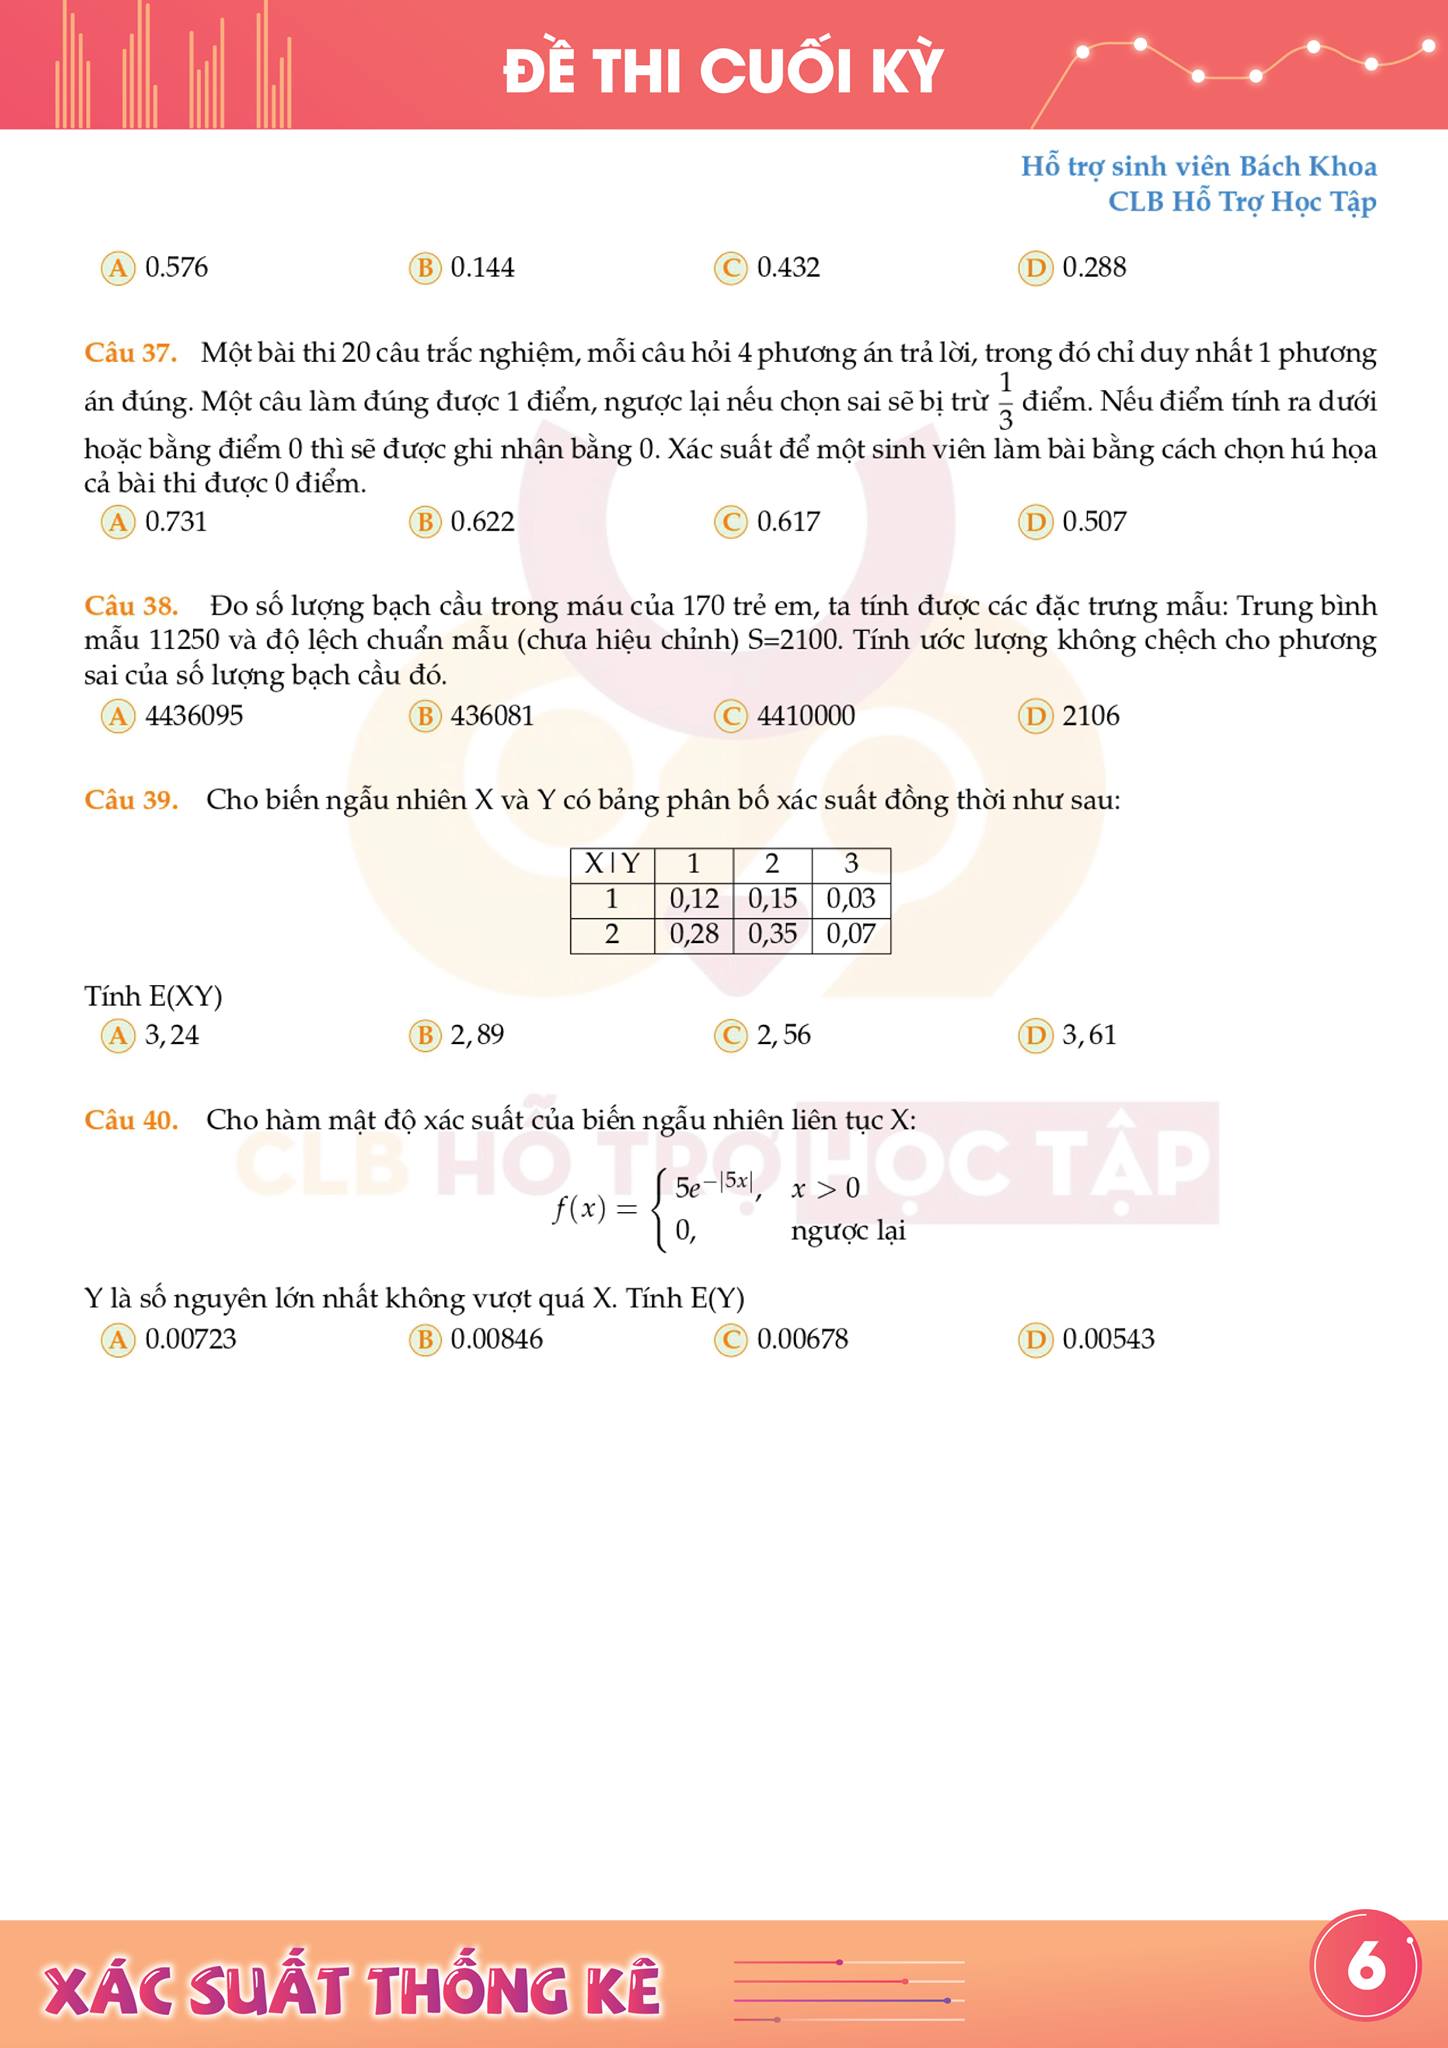 ĐỀ THI CUỐI KỲ
Hỗ trợ sinh viên Bách Khoa
CLB Hỗ Trợ Học Tập
A 0.576 B 0.144 C 0.432 D 0.288
Câu 37. Một bài thi 20 câu trắc nghiệm, mỗi câu hỏi 4 phương án trả lời, trong đó chỉ duy nhất 1 phương
án đúng. Một câu làm đúng được 1 điểm, ngược lại nếu chọn sai sẽ bị trừ 1/3 điểm. Nếu điểm tính ra dưới
hoặc bằng điểm 0 thì sẽ được ghi nhận bằng 0. Xác suất để một sinh viên làm bài bằng cách chọn hú họa
cả bài thi được 0 điểm.
A 0.731 B 0.622 C 0.617 D 0.507
Câu 38. Đo số lượng bạch cầu trong máu của 170 trẻ em, ta tính được các đặc trưng mẫu: Trung bình
mẫu 11250 và độ lệch chuẩn mẫu (chưa hiệu chỉnh) S=2100. Tính ước lượng không chệch cho phương
sai của số lượng bạch cầu đó.
A 4436095 B 436081 C 4410000 D 2106
Câu 39. Cho biến ngẫu nhiên X và Y có bảng phân bố xác suất đồng thời như sau:
X|Y 1 2 3
1 0,12 0,15 0,03
2 0,28 0,35 0,07
Tính E(XY)
A 3,24 B 2,89 C 2,56 D 3,61
Câu 40. Cho hàm mật độ xác suất của biến ngẫu nhiên liên tục X:
CLB HỖ TRỢ HỌC TẬP
f(x) = { 5e^{-|5x|}, x > 0
0, ngược lại
Y là số nguyên lớn nhất không vượt quá X. Tính E(Y)
A 0.00723 B 0.00846 C 0.00678 D 0.00543
XÁC SUẤT THỐNG KÊ
6